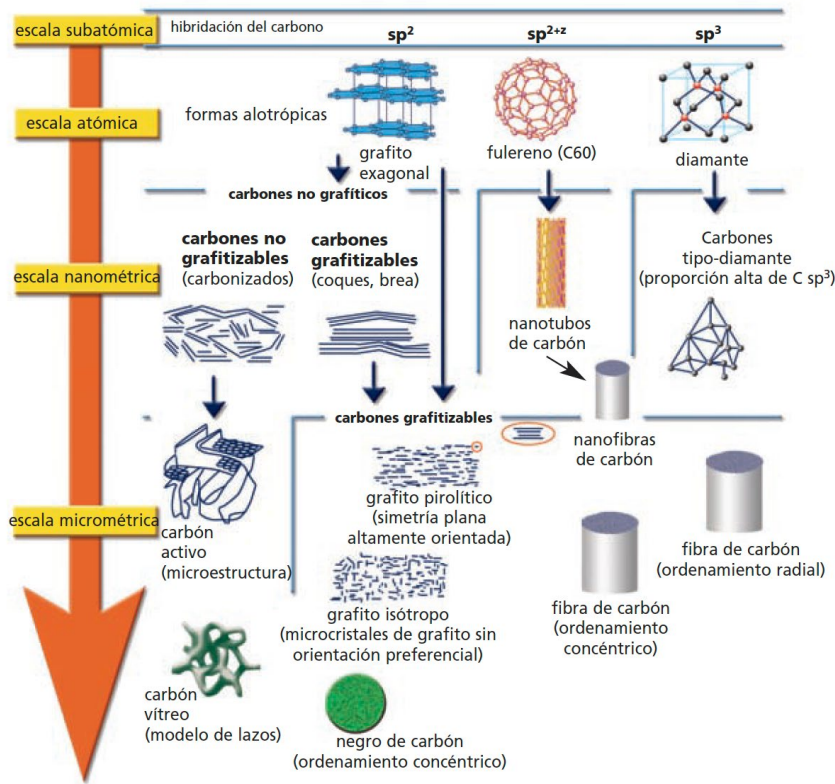 escala subatómica
hibridación del carbono
sp²
sp²⁺ᶻ
sp³
escala atómica
formas alotrópicas
grafito
exagonal
fulereno (C60)
diamante
carbones no grafíticos
escala nanométrica
carbones no
grafitizables
(carbonizados)
carbones
grafitizables
(coques, brea)
nanotubos
de carbón
Carbones
tipo-diamante
(proporción alta de C sp³)
carbones grafitizables
nanofibras
de carbón
escala micrométrica
carbón
activo
(microestructura)
grafito pirolítico
(simetría plana
altamente orientada)
fibra de carbón
(ordenamiento radial)
grafito isótropo
(microcristales de grafito sin
orientación preferencial)
fibra de carbón
(ordenamiento
concéntrico)
carbón
vítreo
(modelo de lazos)
negro de carbón
(ordenamiento concéntrico)